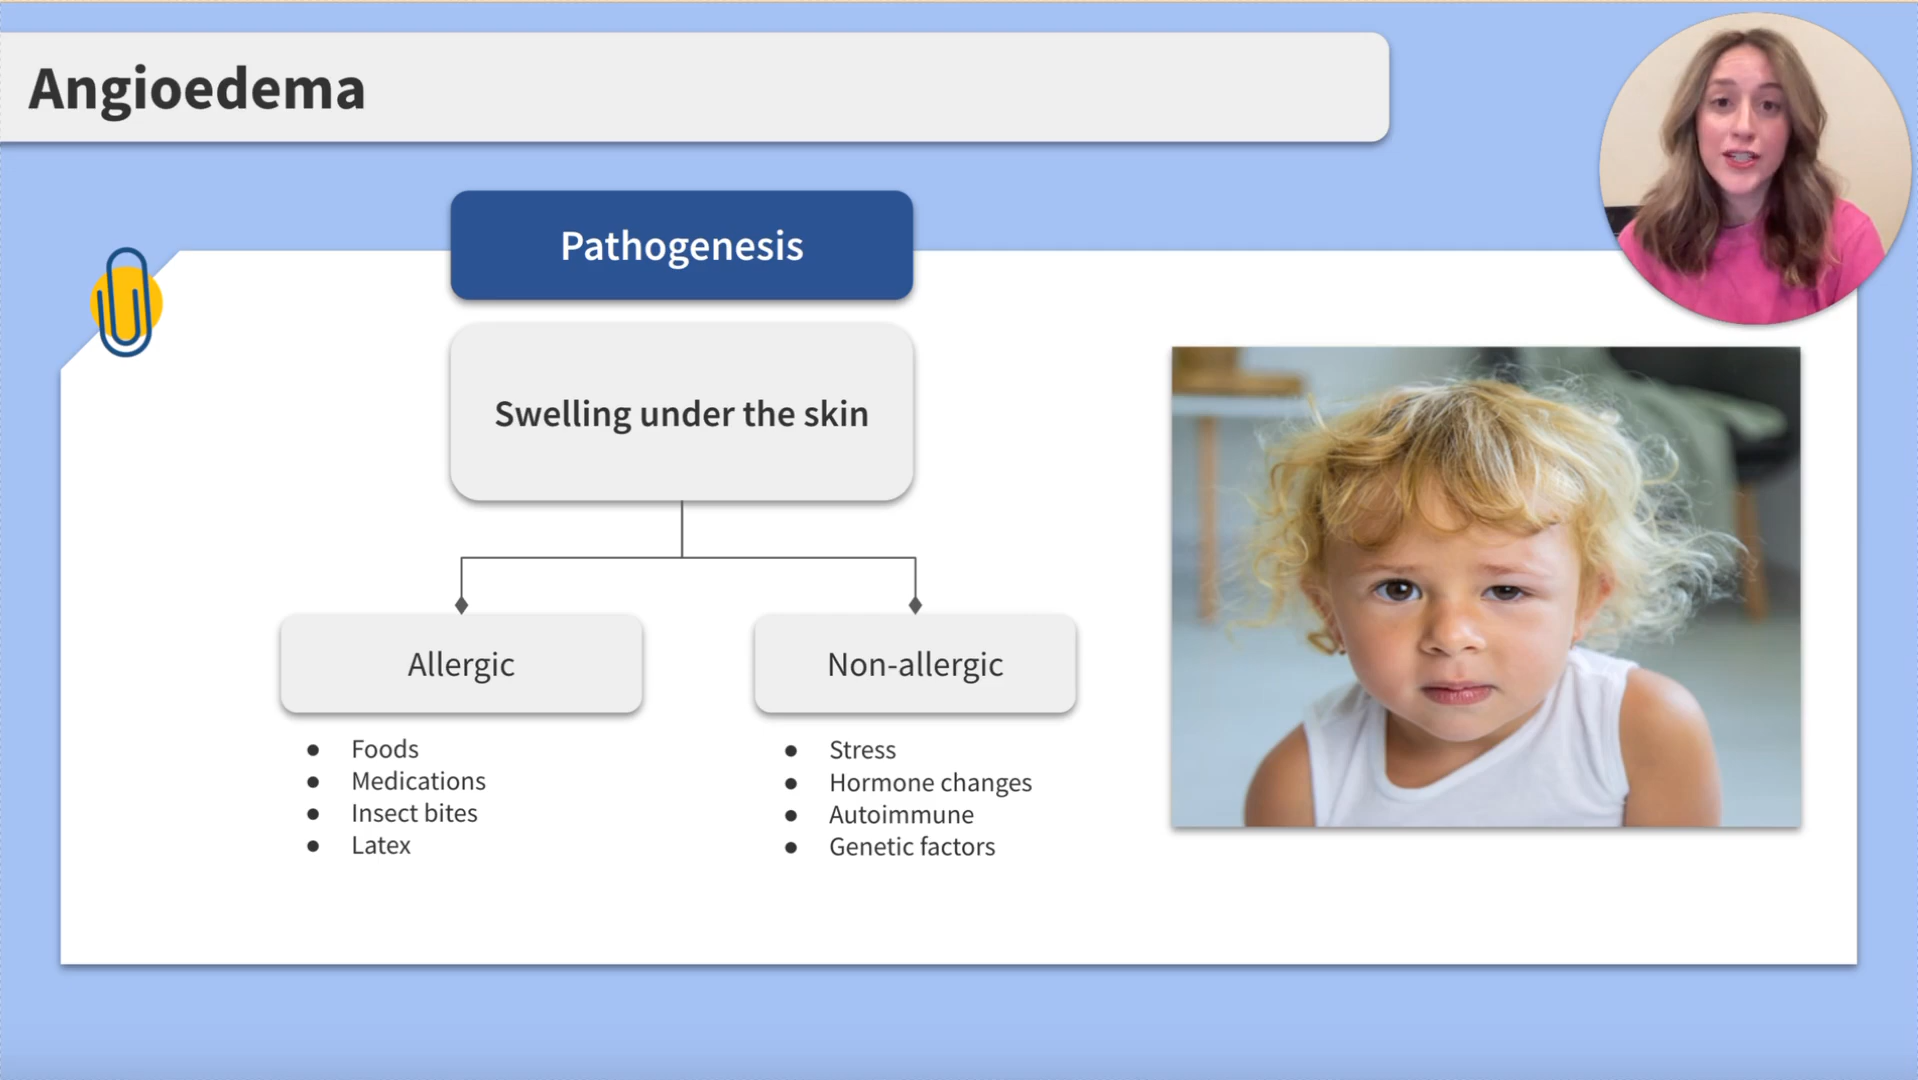 Angioedema
Pathogenesis
Swelling under the skin
Allergic
Foods
Medications
Insect bites
Latex
Non-allergic
Stress
Hormone changes
Autoimmune
Genetic factors